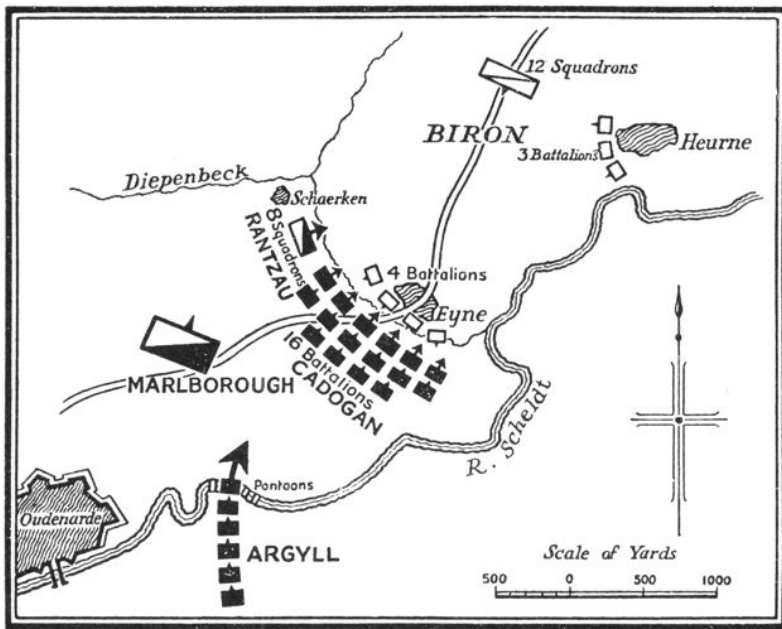 12 Squadrons
BIRON
Heurne
3 Battalions
Diepenbeck
Schaerken
8 Squadrons
RANTZAU
4 Battalions
Eyne
16 Battalions
CADOGAN
MARLBOROUGH
R. Scheldt
Pontoons
Oudenarde
ARGYLL
Scale of Yards
500 0 500 1000